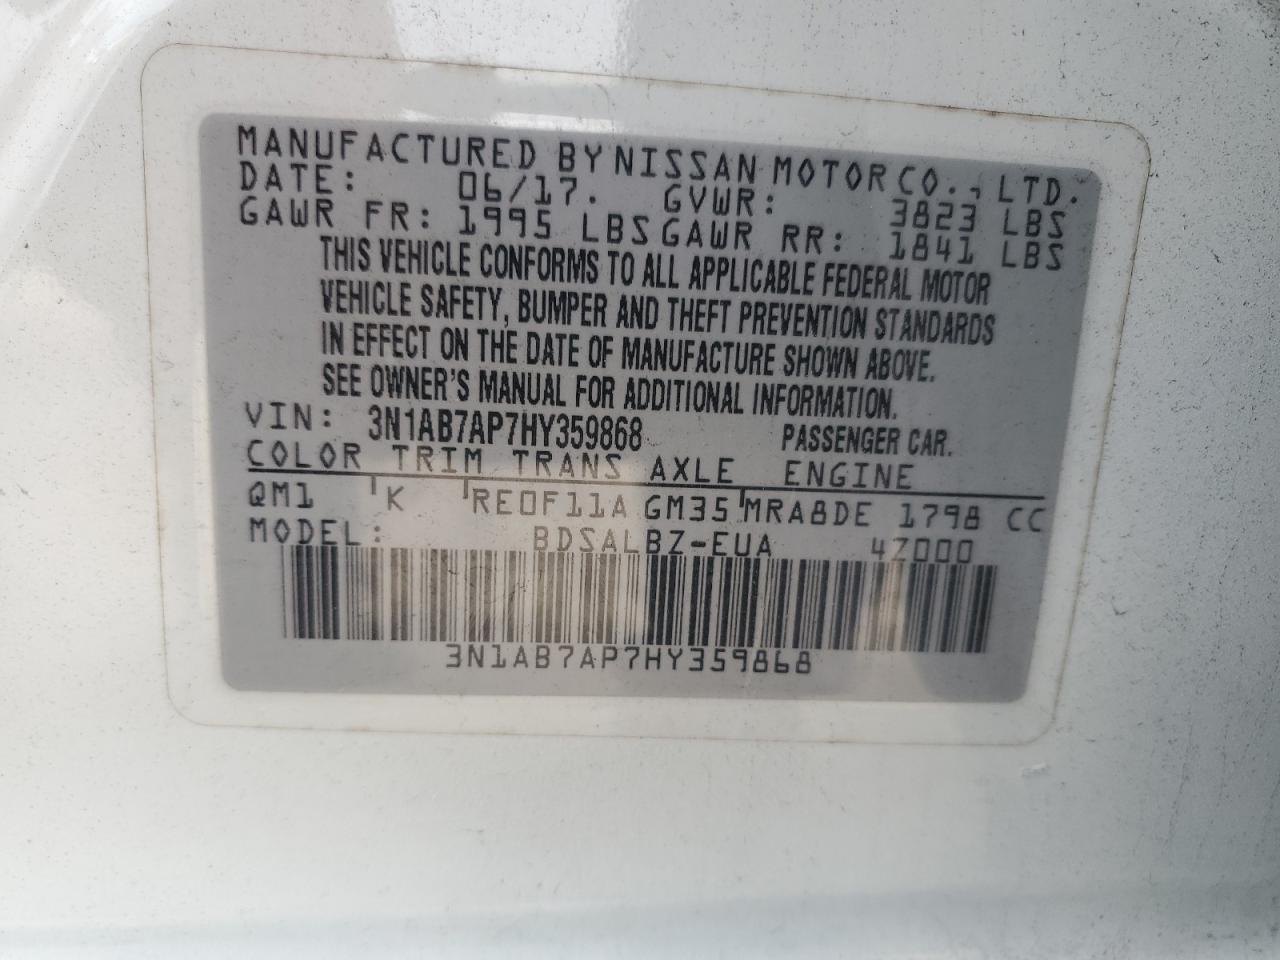 MANUFACTURED BY NISSAN MOTOR CO., LTD.
DATE: 06/17. GVWR: 3823 LBS
GAWR FR: 1995 LBS GAWR RR: 1841 LBS
THIS VEHICLE CONFORMS TO ALL APPLICABLE FEDERAL MOTOR
VEHICLE SAFETY, BUMPER AND THEFT PREVENTION STANDARDS
IN EFFECT ON THE DATE OF MANUFACTURE SHOWN ABOVE.
SEE OWNER'S MANUAL FOR ADDITIONAL INFORMATION.
VIN: 3N1AB7AP7HY359868 PASSENGER CAR.
COLOR TRIM TRANS AXLE ENGINE
QM1 K RE0F11A GM35 MRA8DE 1798 CC
MODEL: BDSALBZ-EUA 4Z000
3N1AB7AP7HY359868